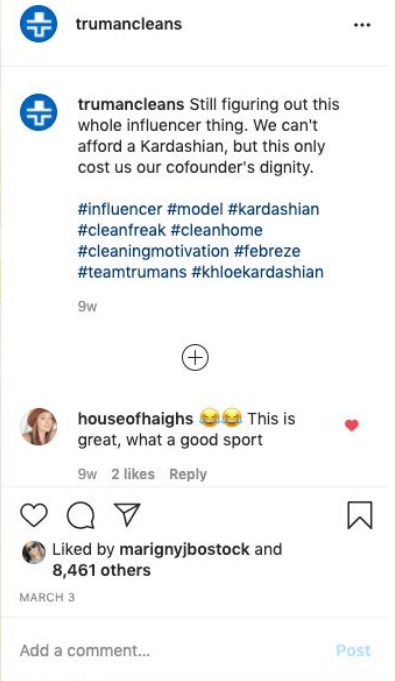 trumancleans
trumancleans Still figuring out this
whole influencer thing. We can't
afford a Kardashian, but this only
cost us our cofounder's dignity.
#influencer #model #kardashian
#cleanfreak #cleanhome
#cleaningmotivation #febreze
#teamtrumans #khloekardashian
9w
houseofhaighs 😂😂 This is
great, what a good sport
9w 2 likes Reply
Liked by marignyjbostock and
8,461 others
MARCH 3
Add a comment... Post